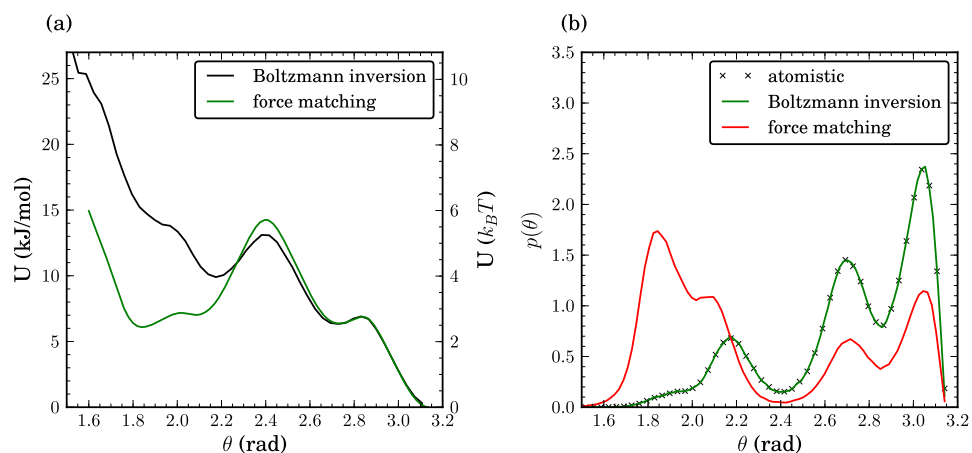 (a)
Boltzmann inversion
force matching
U (kJ/mol)
25
20
15
10
5
0
U (k_BT)
10
8
6
4
2
0
1.6 1.8 2.0 2.2 2.4 2.6 2.8 3.0 3.2
θ (rad)
(b)
atomistic
Boltzmann inversion
force matching
p(θ)
3.5
3.0
2.5
2.0
1.5
1.0
0.5
0.0
1.6 1.8 2.0 2.2 2.4 2.6 2.8 3.0 3.2
θ (rad)